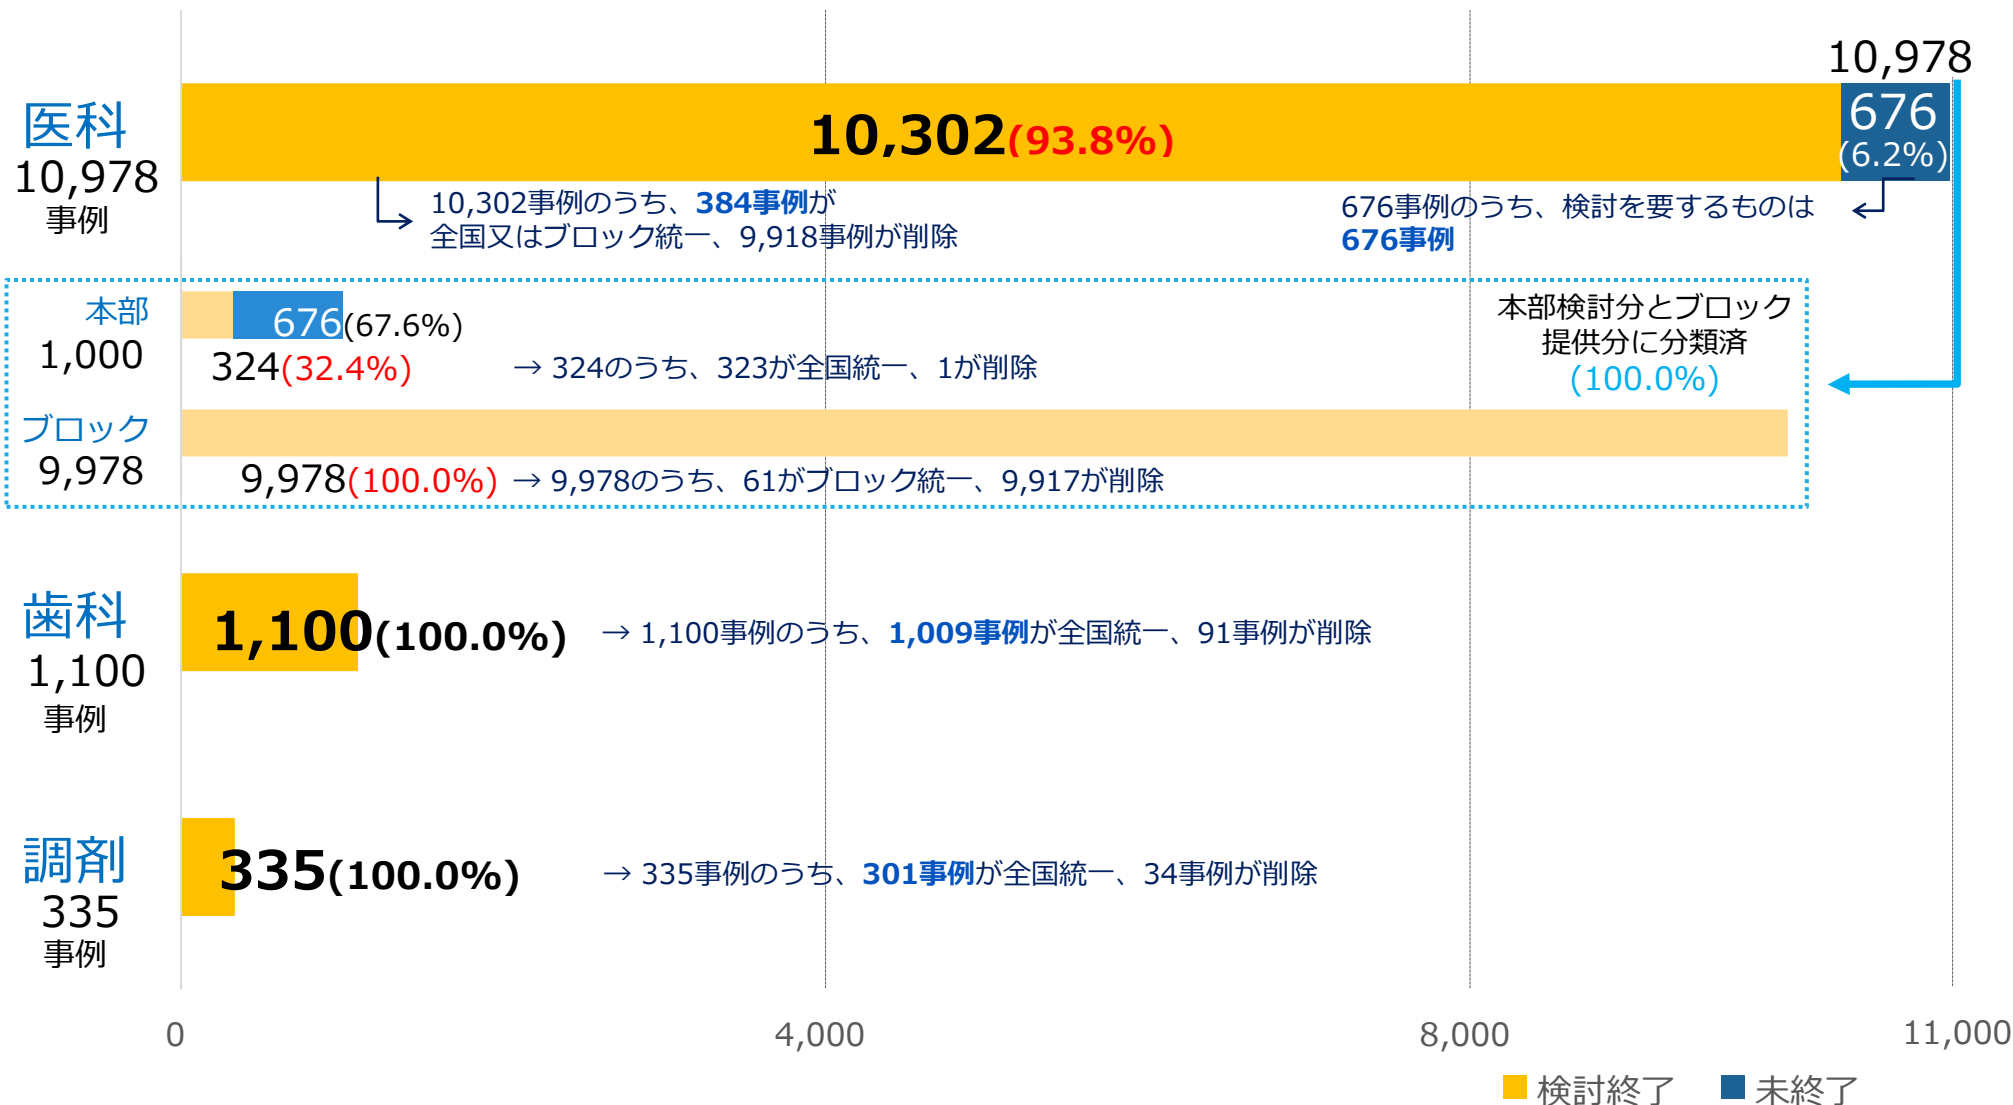 10,978
医科
10,978
事例
10,302(93.8%)
676
(6.2%)
10,302事例のうち、384事例が
全国又はブロック統一、9,918事例が削除
676事例のうち、検討を要するものは
676事例
本部
1,000
676(67.6%)
324(32.4%)
→ 324のうち、323が全国統一、1が削除
本部検討分とブロック
提供分に分類済
(100.0%)
ブロック
9,978
9,978(100.0%)
→ 9,978のうち、61がブロック統一、9,917が削除
歯科
1,100
事例
1,100(100.0%)
→ 1,100事例のうち、1,009事例が全国統一、91事例が削除
調剤
335
事例
335(100.0%)
→ 335事例のうち、301事例が全国統一、34事例が削除
0
4,000
8,000
11,000
検討終了
未終了